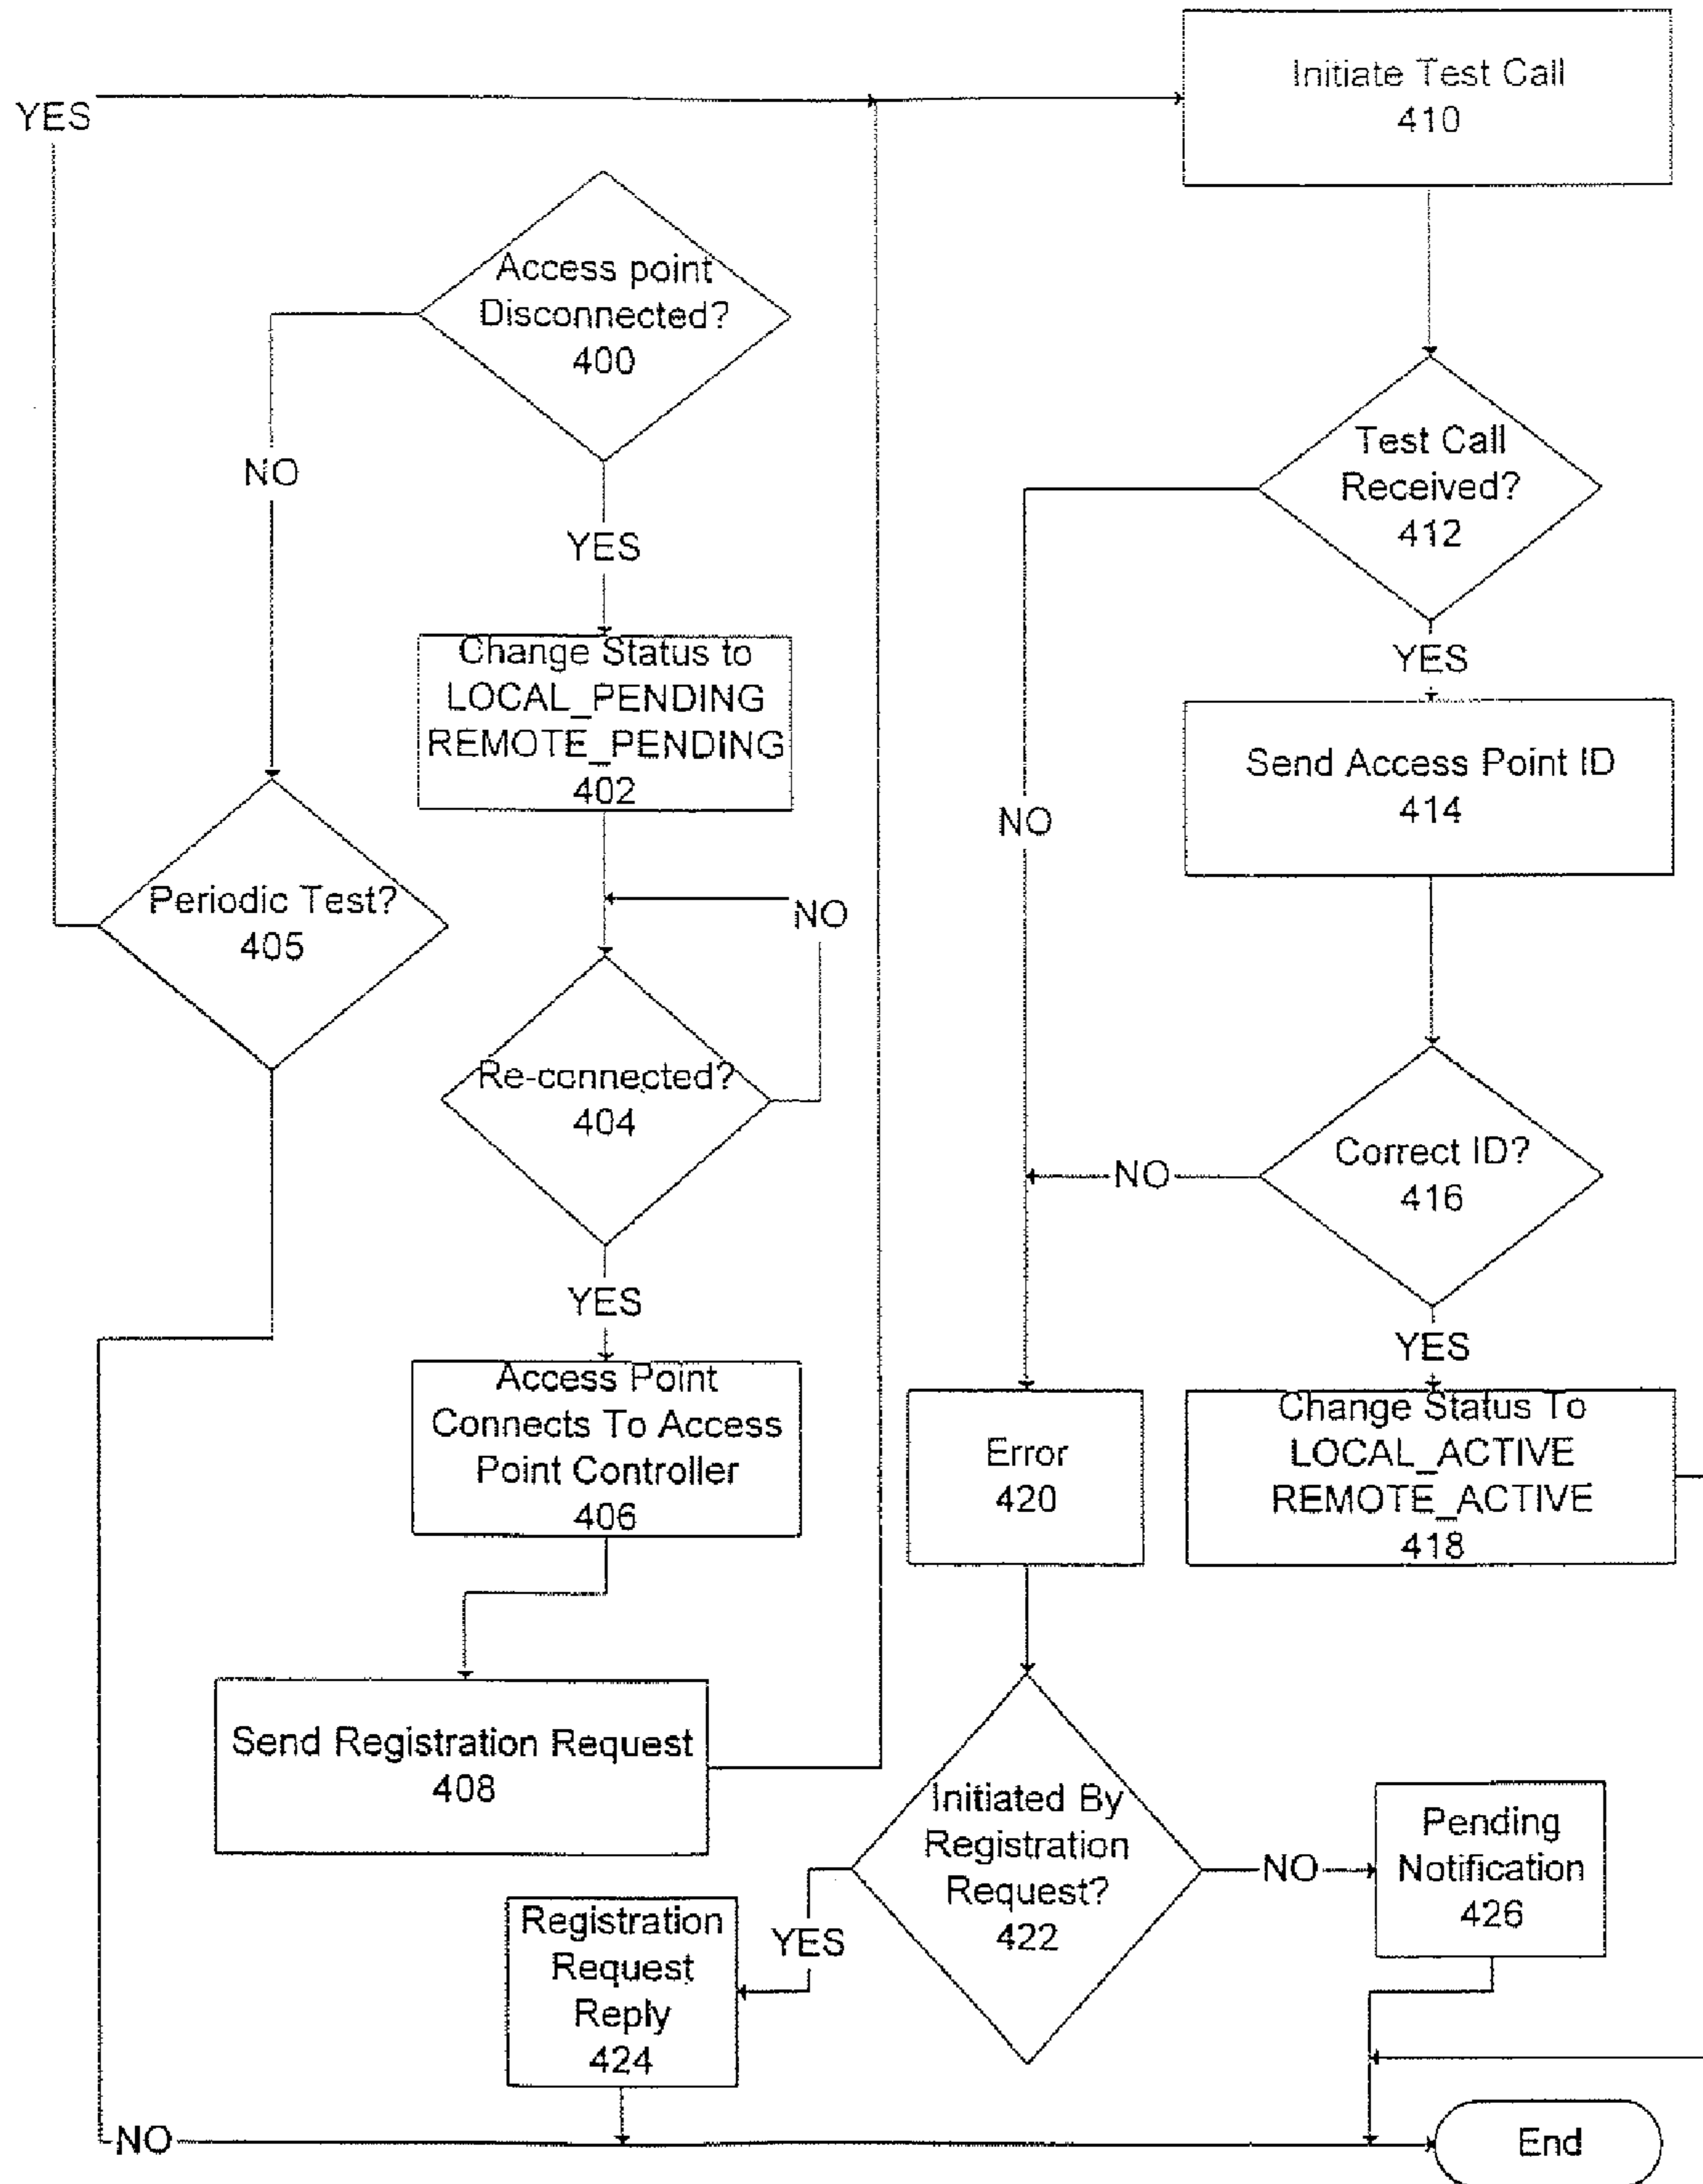 Initiate Test Call
410
YES
Access point
Disconnected?
400
NO
YES
Test Call
Received?
412
YES
Change Status to
LOCAL_PENDING
REMOTE_PENDING
402
Send Access Point ID
414
NO
Periodic Test?
405
NO
Re-connected?
404
Correct ID?
416
NO
YES
YES
Access Point
Connects To Access
Point Controller
406
Error
420
Change Status To
LOCAL_ACTIVE
REMOTE_ACTIVE
418
Send Registration Request
408
Initiated By
Registration
Request?
422
NO
Pending
Notification
426
YES
Registration
Request
Reply
424
NO
End